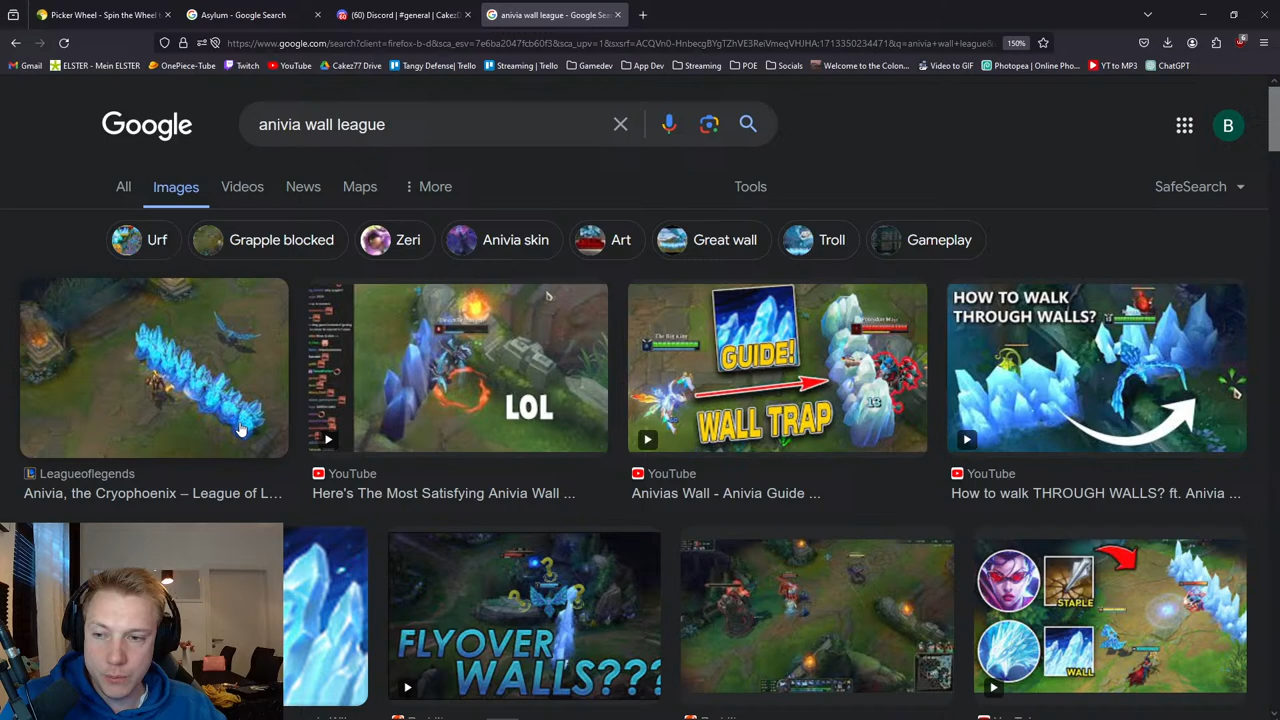 Picker Wheel - Spin the Wheel t
Asylum - Google Search
(60) Discord | #general | CakezD
anivia wall league - Google Sea
https://www.google.com/search?client=firefox-b-d&sca_esv=7e6ba2047fcb60f3&sca_upv=1&sxsrf=ACQVn0-HnbecgBYgTZhVE3ReiVmeqVHJHA:1713350234471&q=anivia+wall+league&
150%
Gmail
ELSTER - Mein ELSTER
OnePiece-Tube
Twitch
YouTube
Cakez77 Drive
Tangy Defense| Trello
Streaming | Trello
Gamedev
App Dev
Streaming
POE
Socials
Welcome to the Colon...
Video to GIF
Photopea | Online Pho...
YT to MP3
ChatGPT
Google
anivia wall league
B
All
Images
Videos
News
Maps
More
Tools
SafeSearch
Urf
Grapple blocked
Zeri
Anivia skin
Art
Great wall
Troll
Gameplay
LOL
GUIDE!
WALL TRAP
13
HOW TO WALK
THROUGH WALLS?
Leagueoflegends
YouTube
YouTube
YouTube
Anivia, the Cryophoenix – League of L...
Here's The Most Satisfying Anivia Wall ...
Anivias Wall - Anivia Guide ...
How to walk THROUGH WALLS? ft. Anivia ...
FLYOVER
WALLS???
STAPLE
WALL